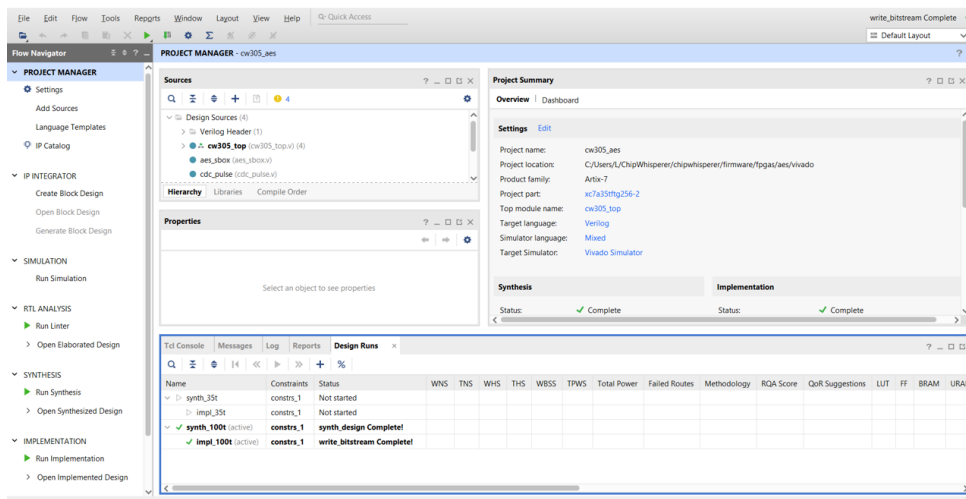 File Edit Flow Tools Reports Window Layout View Help Q- Quick Access write_bitstream Complete
Default Layout
Flow Navigator
PROJECT MANAGER - cw305_aes
PROJECT MANAGER
Settings
Add Sources
Language Templates
IP Catalog
IP INTEGRATOR
Create Block Design
Open Block Design
Generate Block Design
SIMULATION
Run Simulation
RTL ANALYSIS
Run Linter
Open Elaborated Design
SYNTHESIS
Run Synthesis
Open Synthesized Design
IMPLEMENTATION
Run Implementation
Open Implemented Design
Sources
4
Design Sources (4)
Verilog Header (1)
cw305_top (cw305_top.v) (4)
aes_sbox (aes_sbox.v)
cdc_pulse (cdc_pulse.v)
Hierarchy Libraries Compile Order
Properties
Select an object to see properties
Project Summary
Overview Dashboard
Settings Edit
Project name: cw305_aes
Project location: C:/Users/L/ChipWhisperer/chipwhisperer/firmware/fpgas/aes/vivado
Product family: Artix-7
Project part: xc7a35tftg256-2
Top module name: cw305_top
Target language: Verilog
Simulator language: Mixed
Target Simulator: Vivado Simulator
Synthesis Implementation
Status: Complete Status: Complete
Tcl Console Messages Log Reports Design Runs
Name Constraints Status WNS TNS WHS THS WBSS TPWS Total Power Failed Routes Methodology RQA Score QoR Suggestions LUT FF BRAM URA
synth_35t constrs_1 Not started
impl_35t constrs_1 Not started
synth_100t (active) constrs_1 synth_design Complete!
impl_100t (active) constrs_1 write_bitstream Complete!